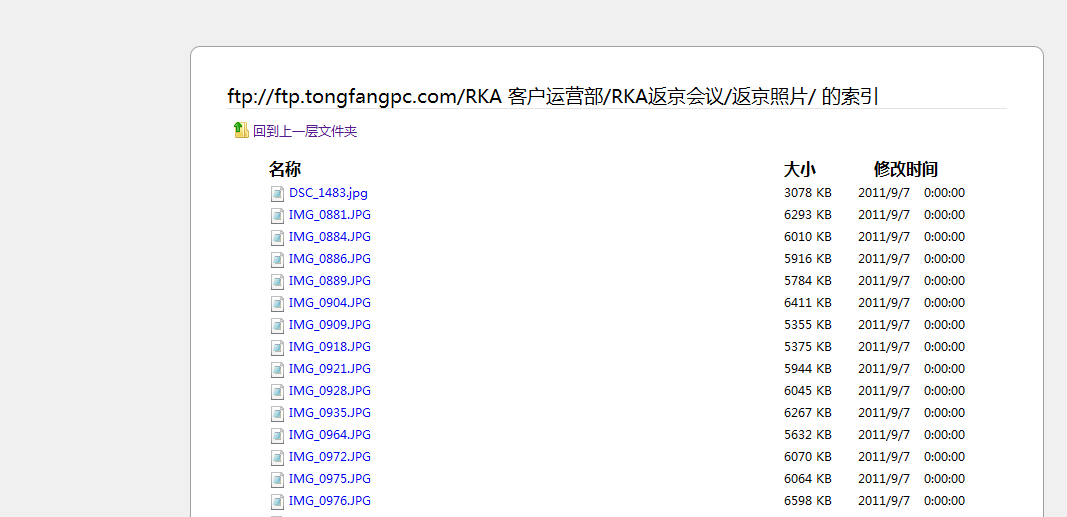 ftp://ftp.tongfangpc.com/RKA 客户运营部/RKA返京会议/返京照片/ 的索引
回到上一层文件夹
名称 大小 修改时间
DSC_1483.jpg 3078 KB 2011/9/7 0:00:00
IMG_0881.JPG 6293 KB 2011/9/7 0:00:00
IMG_0884.JPG 6010 KB 2011/9/7 0:00:00
IMG_0886.JPG 5916 KB 2011/9/7 0:00:00
IMG_0889.JPG 5784 KB 2011/9/7 0:00:00
IMG_0904.JPG 6411 KB 2011/9/7 0:00:00
IMG_0909.JPG 5355 KB 2011/9/7 0:00:00
IMG_0918.JPG 5375 KB 2011/9/7 0:00:00
IMG_0921.JPG 5944 KB 2011/9/7 0:00:00
IMG_0928.JPG 6045 KB 2011/9/7 0:00:00
IMG_0935.JPG 6267 KB 2011/9/7 0:00:00
IMG_0964.JPG 5632 KB 2011/9/7 0:00:00
IMG_0972.JPG 6070 KB 2011/9/7 0:00:00
IMG_0975.JPG 6064 KB 2011/9/7 0:00:00
IMG_0976.JPG 6598 KB 2011/9/7 0:00:00